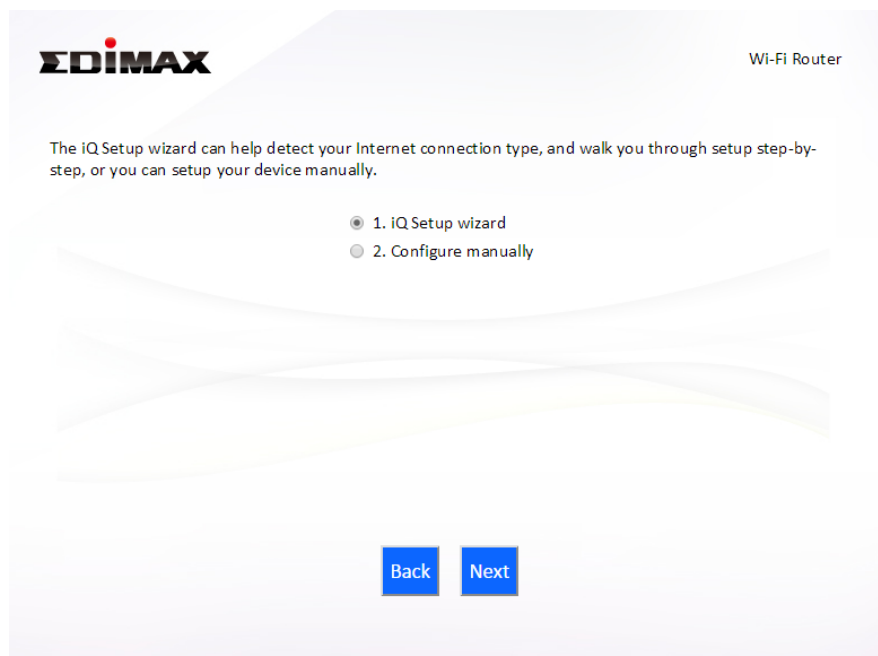 EDiMAX
Wi-Fi Router
The iQ Setup wizard can help detect your Internet connection type, and walk you through setup step-by-
step, or you can setup your device manually.
1. iQ Setup wizard
2. Configure manually
Back Next